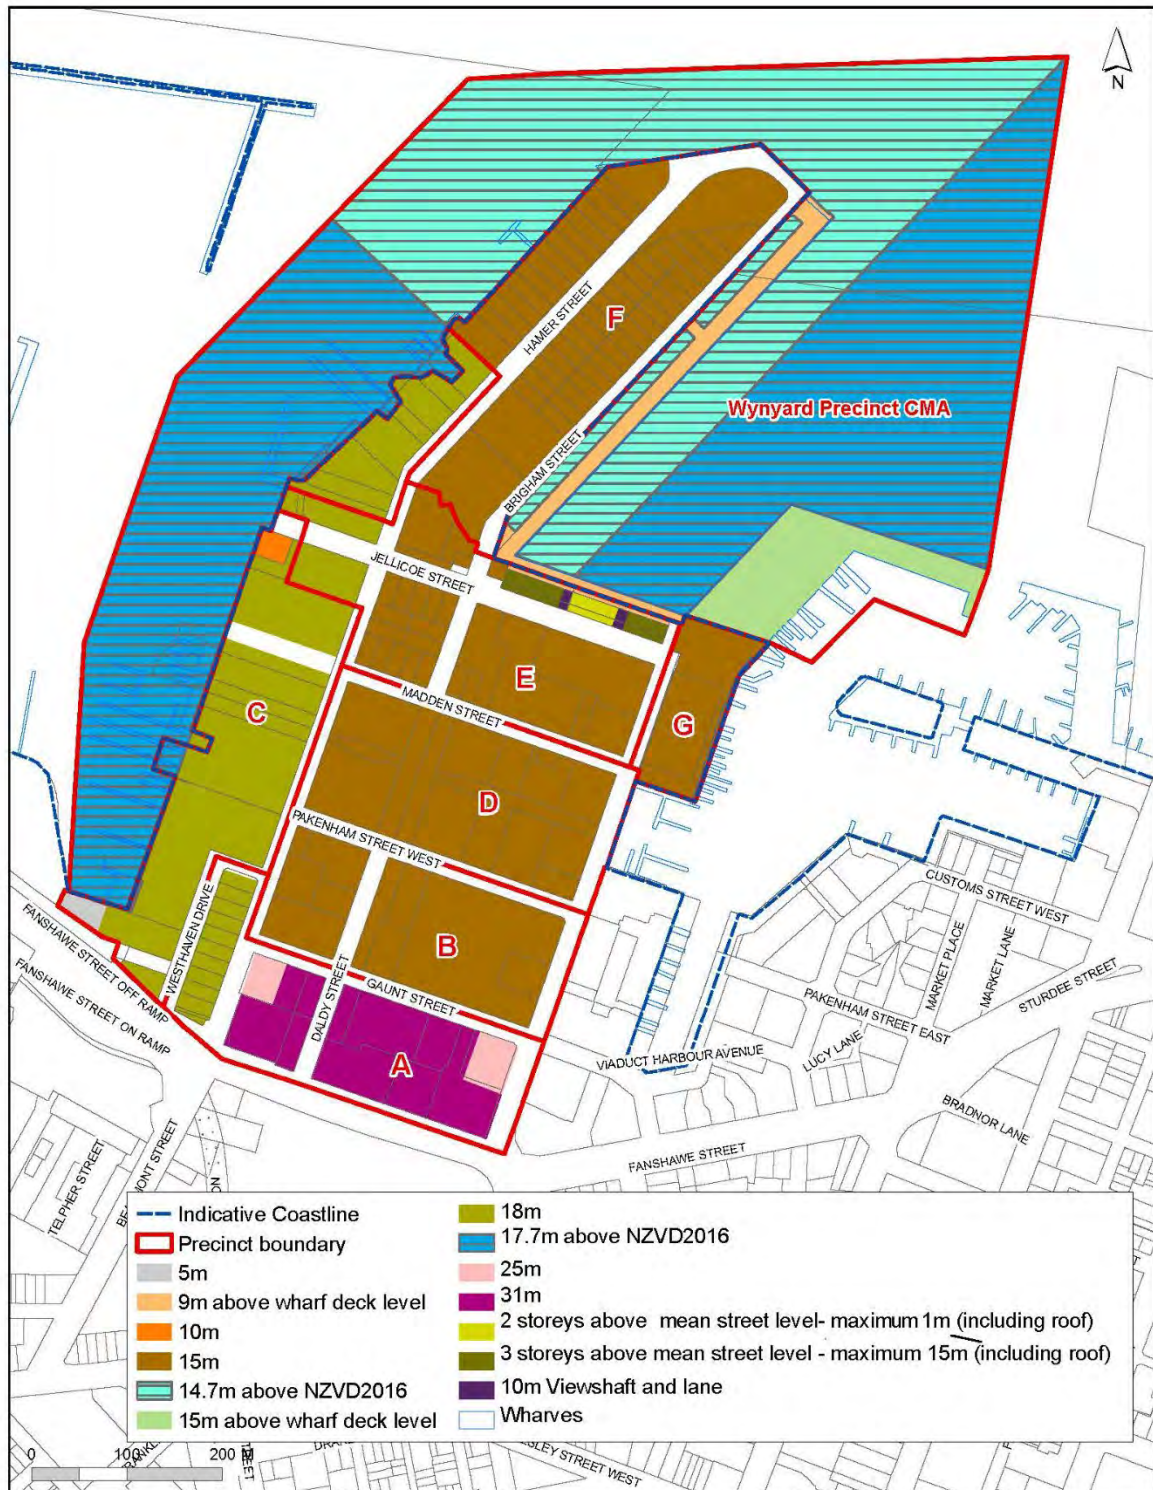 N
HAMER STREET
F
Wynyard Precinct CMA
BRIGHAM STREET
JELLICOE STREET
E
C
MADDEN STREET
G
D
PAKENHAM STREET WEST
CUSTOMS STREET WEST
WESTHAVEN DRIVE
B
MARKET PLACE
MARKET LANE
FANSHAWE STREET OFF RAMP
FANSHAWE STREET ON RAMP
DALDY STREET
GAUNT STREET
STURDEE STREET
PAKENHAM STREET EAST
LUCY LANE
VIADUCT HARBOUR AVENUE
A
BRADNOR LANE
FANSHAWE STREET
TELPHER STREET
MONT STREET
Indicative Coastline
Precinct boundary
5m
9m above wharf deck level
10m
15m
14.7m above NZVD2016
15m above wharf deck level
18m
17.7m above NZVD2016
25m
31m
2 storeys above mean street level- maximum 1m (including roof)
3 storeys above mean street level - maximum 15m (including roof)
10m Viewshaft and lane
Wharves
0 100 200 M
SLEY STREET WEST